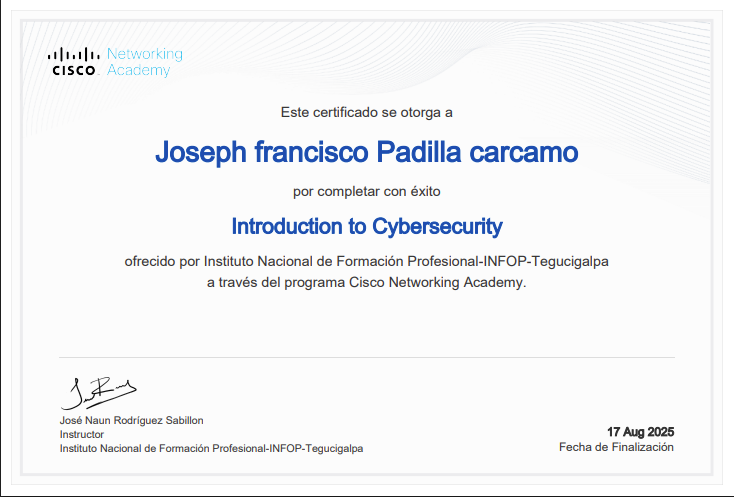 Networking
CISCO Academy
Este certificado se otorga a
Joseph francisco Padilla carcamo
por completar con éxito
Introduction to Cybersecurity
ofrecido por Instituto Nacional de Formación Profesional-INFOP-Tegucigalpa
a través del programa Cisco Networking Academy.
José Naun Rodríguez Sabillon
Instructor
Instituto Nacional de Formación Profesional-INFOP-Tegucigalpa
17 Aug 2025
Fecha de Finalización